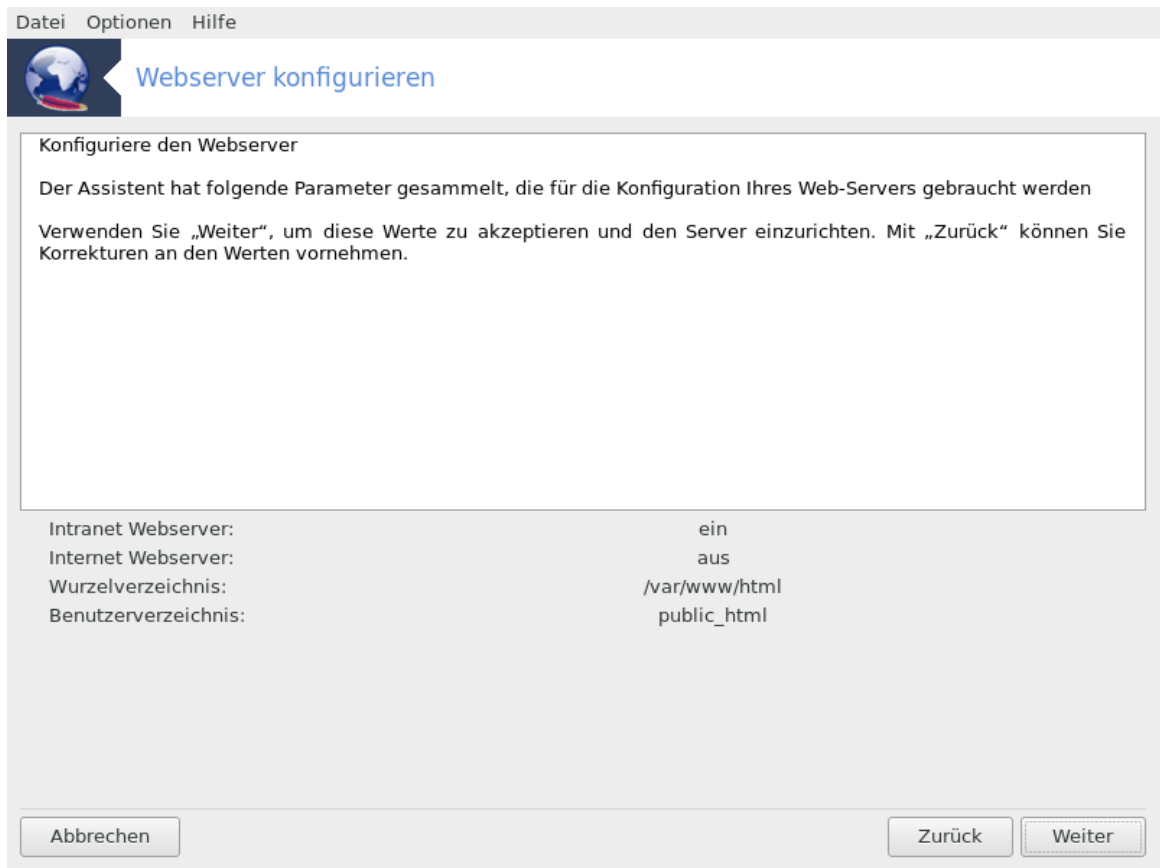 Datei Optionen Hilfe
Webserver konfigurieren
Konfiguriere den Webserver
Der Assistent hat folgende Parameter gesammelt, die für die Konfiguration Ihres Web-Servers gebraucht werden
Verwenden Sie „Weiter“, um diese Werte zu akzeptieren und den Server einzurichten. Mit „Zurück“ können Sie
Korrekturen an den Werten vornehmen.
Intranet Webserver: ein
Internet Webserver: aus
Wurzelverzeichnis: /var/www/html
Benutzerverzeichnis: public_html
Abbrechen Zurück Weiter